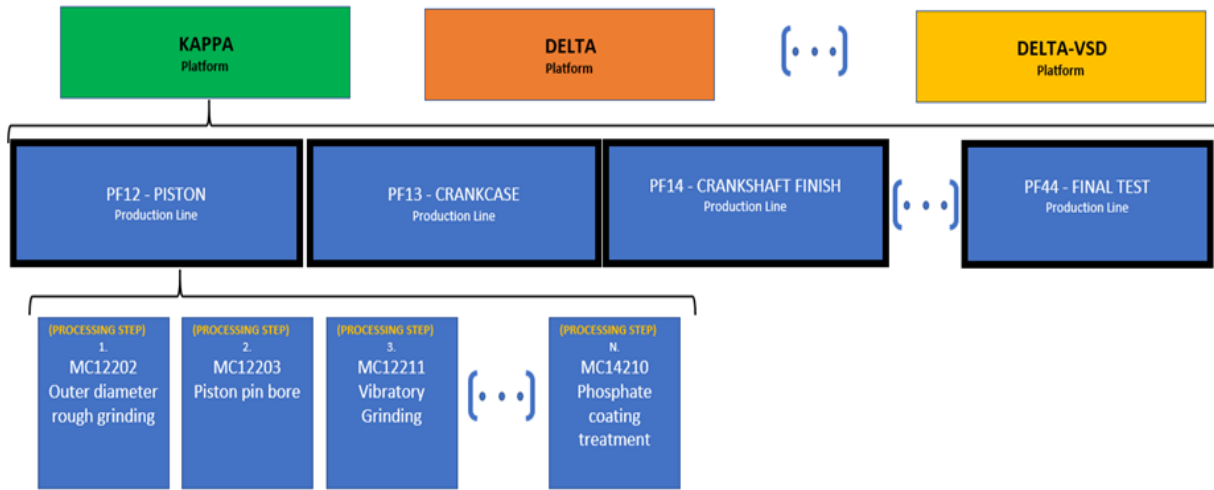 KAPPA
Platform
DELTA
Platform
[...]
DELTA-VSD
Platform
PF12 - PISTON
Production Line
PF13 - CRANKCASE
Production Line
PF14 - CRANKSHAFT FINISH
Production Line
[...]
PF44 - FINAL TEST
Production Line
(PROCESSING STEP)
1.
MC12202
Outer diameter
rough grinding
(PROCESSING STEP)
2.
MC12203
Piston pin bore
(PROCESSING STEP)
3.
MC12211
Vibratory
Grinding
[...]
(PROCESSING STEP)
N.
MC14210
Phosphate
coating
treatment